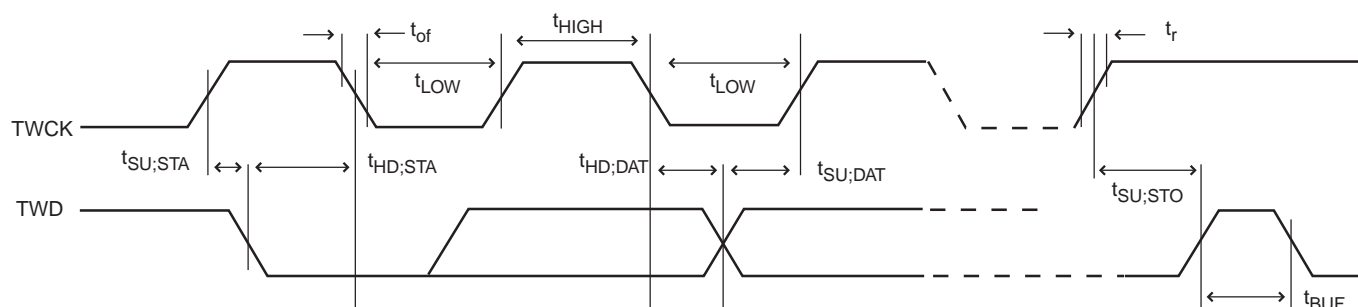 tof
tHIGH
tr
tLOW
tLOW
TWCK
tSU;STA
tHD;STA
tHD;DAT
tSU;DAT
tSU;STO
TWD
tBUF